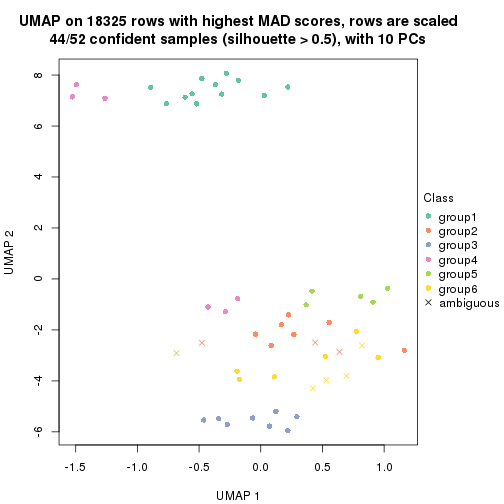 UMAP on 18325 rows with highest MAD scores, rows are scaled
44/52 confident samples (silhouette > 0.5), with 10 PCs
8
6
4
2
0
-2
-4
-6
UMAP 2
-1.5 -1.0 -0.5 0.0 0.5 1.0
UMAP 1
Class
group1
group2
group3
group4
group5
group6
ambiguous